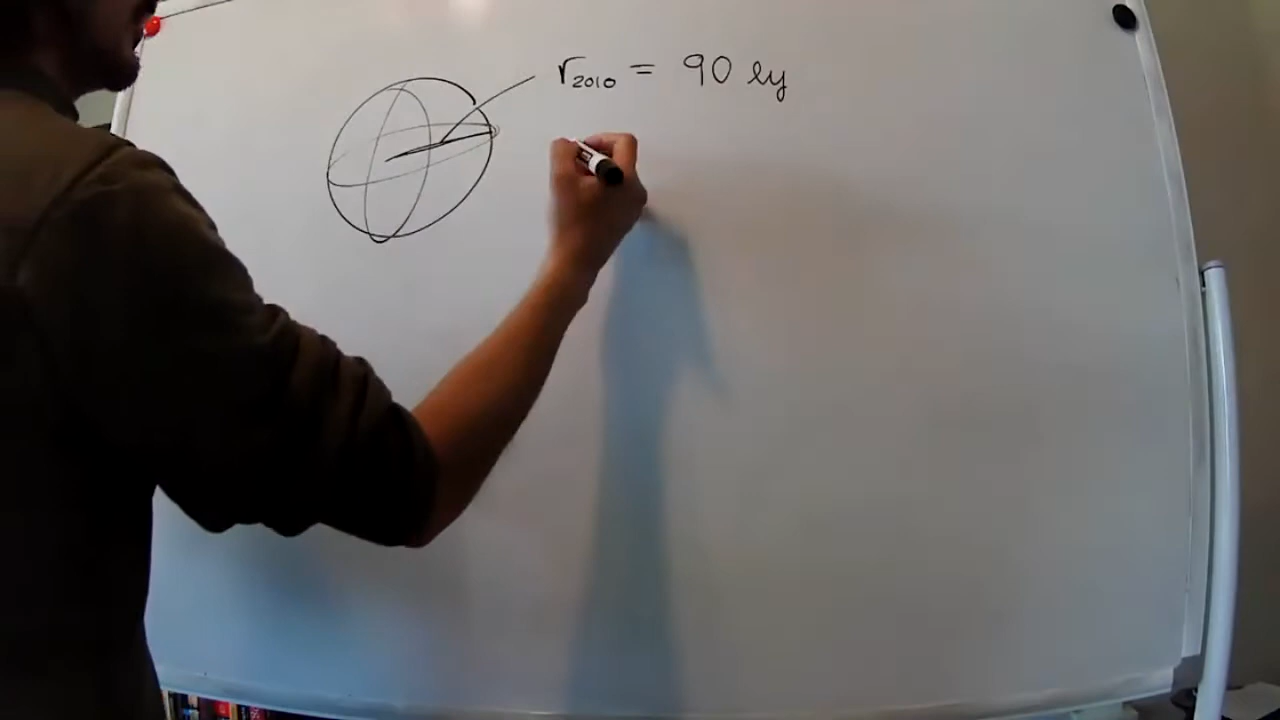 r₂₀₁₀ = 90 ly